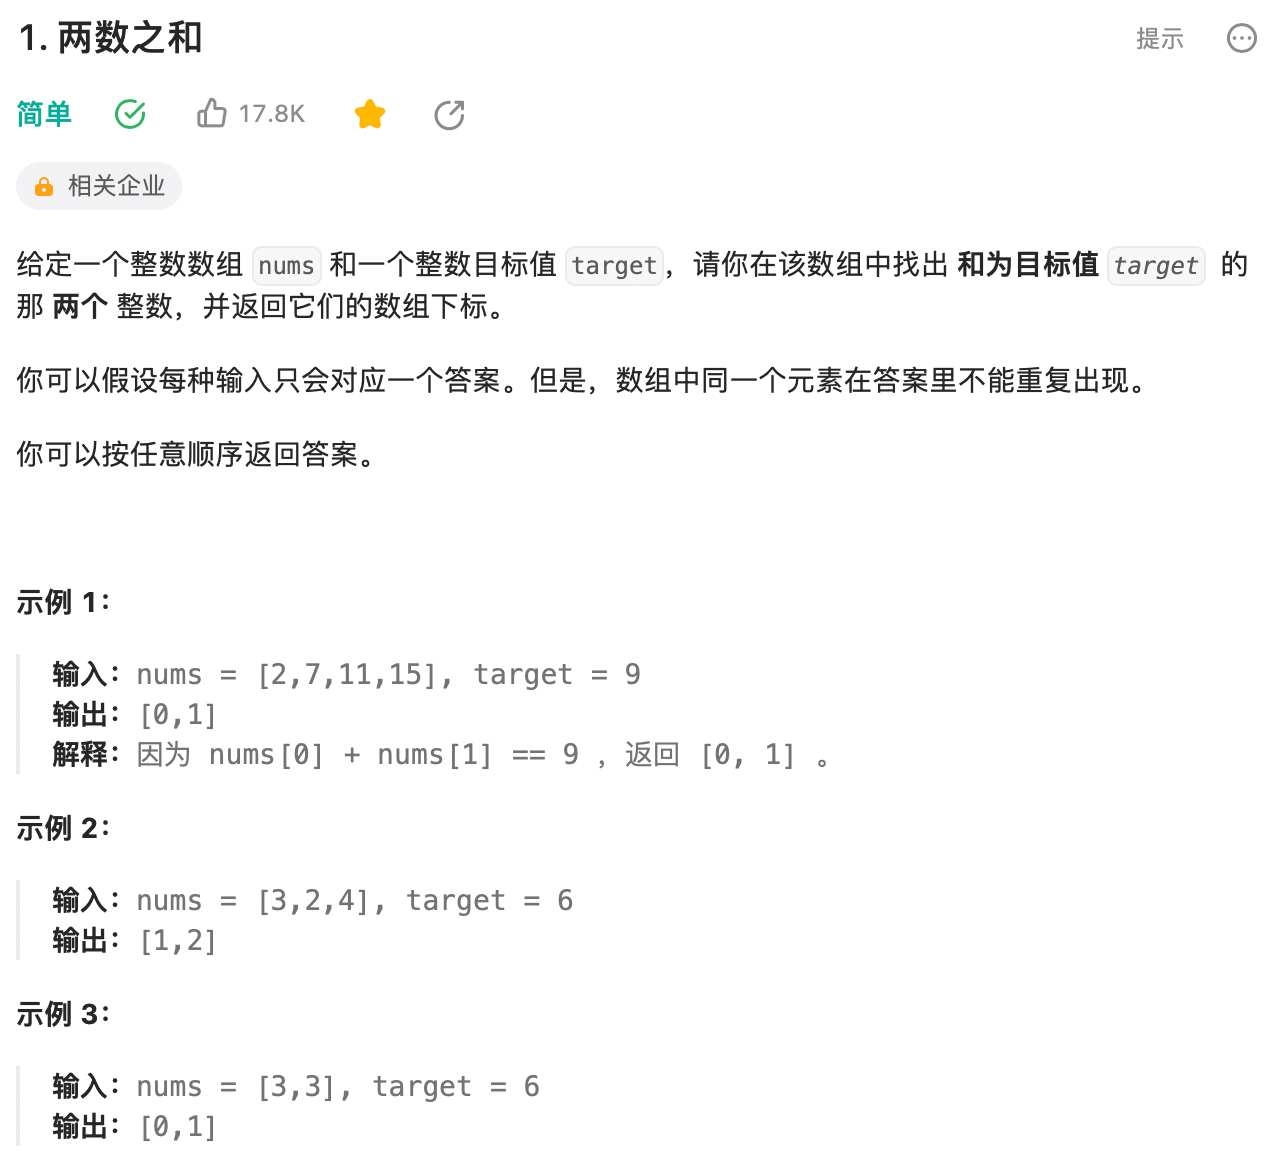 1. 两数之和
提示
简单
17.8K
相关企业
给定一个整数数组 nums 和一个整数目标值 target，请你在该数组中找出 和为目标值 target 的
那 两个 整数，并返回它们的数组下标。
你可以假设每种输入只会对应一个答案。但是，数组中同一个元素在答案里不能重复出现。
你可以按任意顺序返回答案。
示例 1：
输入：nums = [2,7,11,15], target = 9
输出：[0,1]
解释：因为 nums[0] + nums[1] == 9 ，返回 [0, 1] 。
示例 2：
输入：nums = [3,2,4], target = 6
输出：[1,2]
示例 3：
输入：nums = [3,3], target = 6
输出：[0,1]